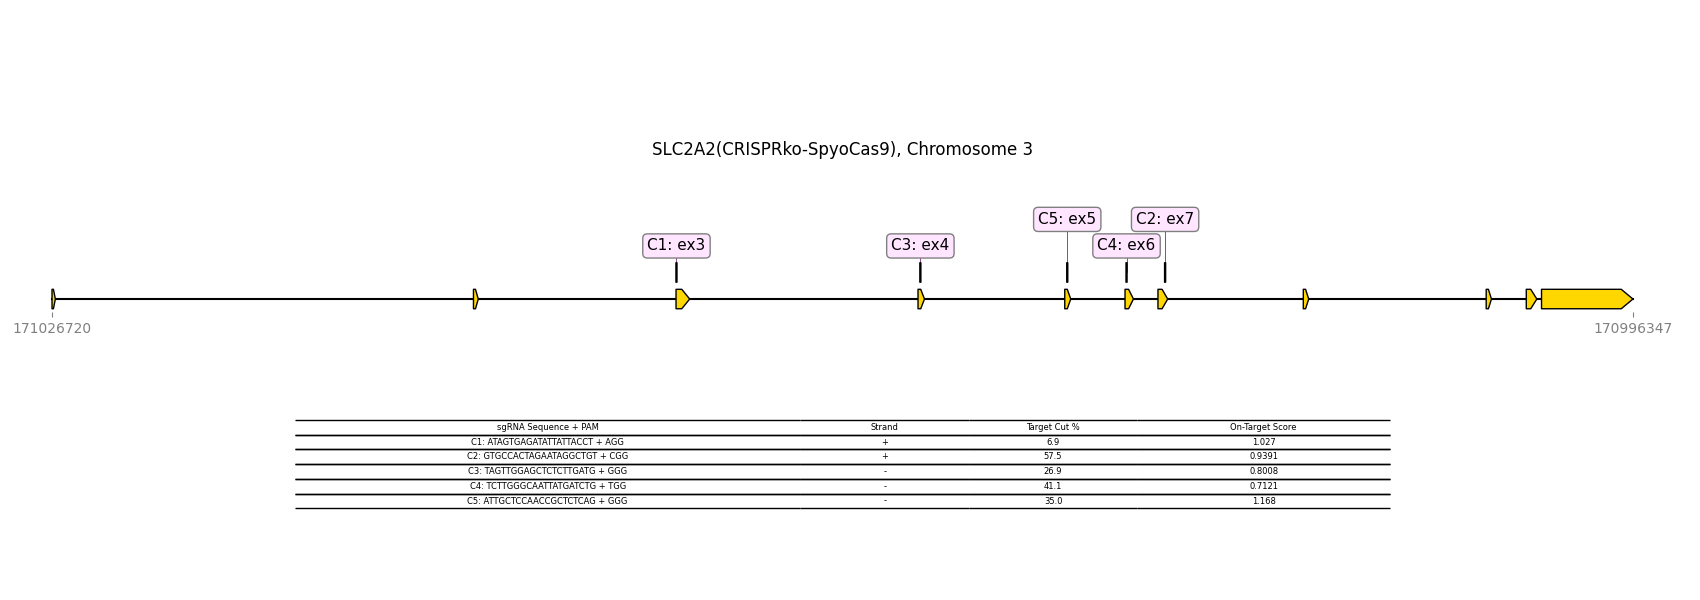 SLC2A2(CRISPRko-SpyoCas9), Chromosome 3
C5: ex5 C2: ex7
C1: ex3 C3: ex4 C4: ex6
171026720 170996347
sgRNA Sequence + PAM Strand Target Cut % On-Target Score
C1: ATAGTGAGATATTATTACCT + AGG + 6.9 1.027
C2: GTGCCACTAGAATAGGCTGT + CGG + 57.5 0.9391
C3: TAGTTGGAGCTCTCTTGATG + GGG - 26.9 0.8008
C4: TCTTGGGCAATTATGATCTG + TGG - 41.1 0.7121
C5: ATTGCTCCAACCGCTCTCAG + GGG - 35.0 1.168